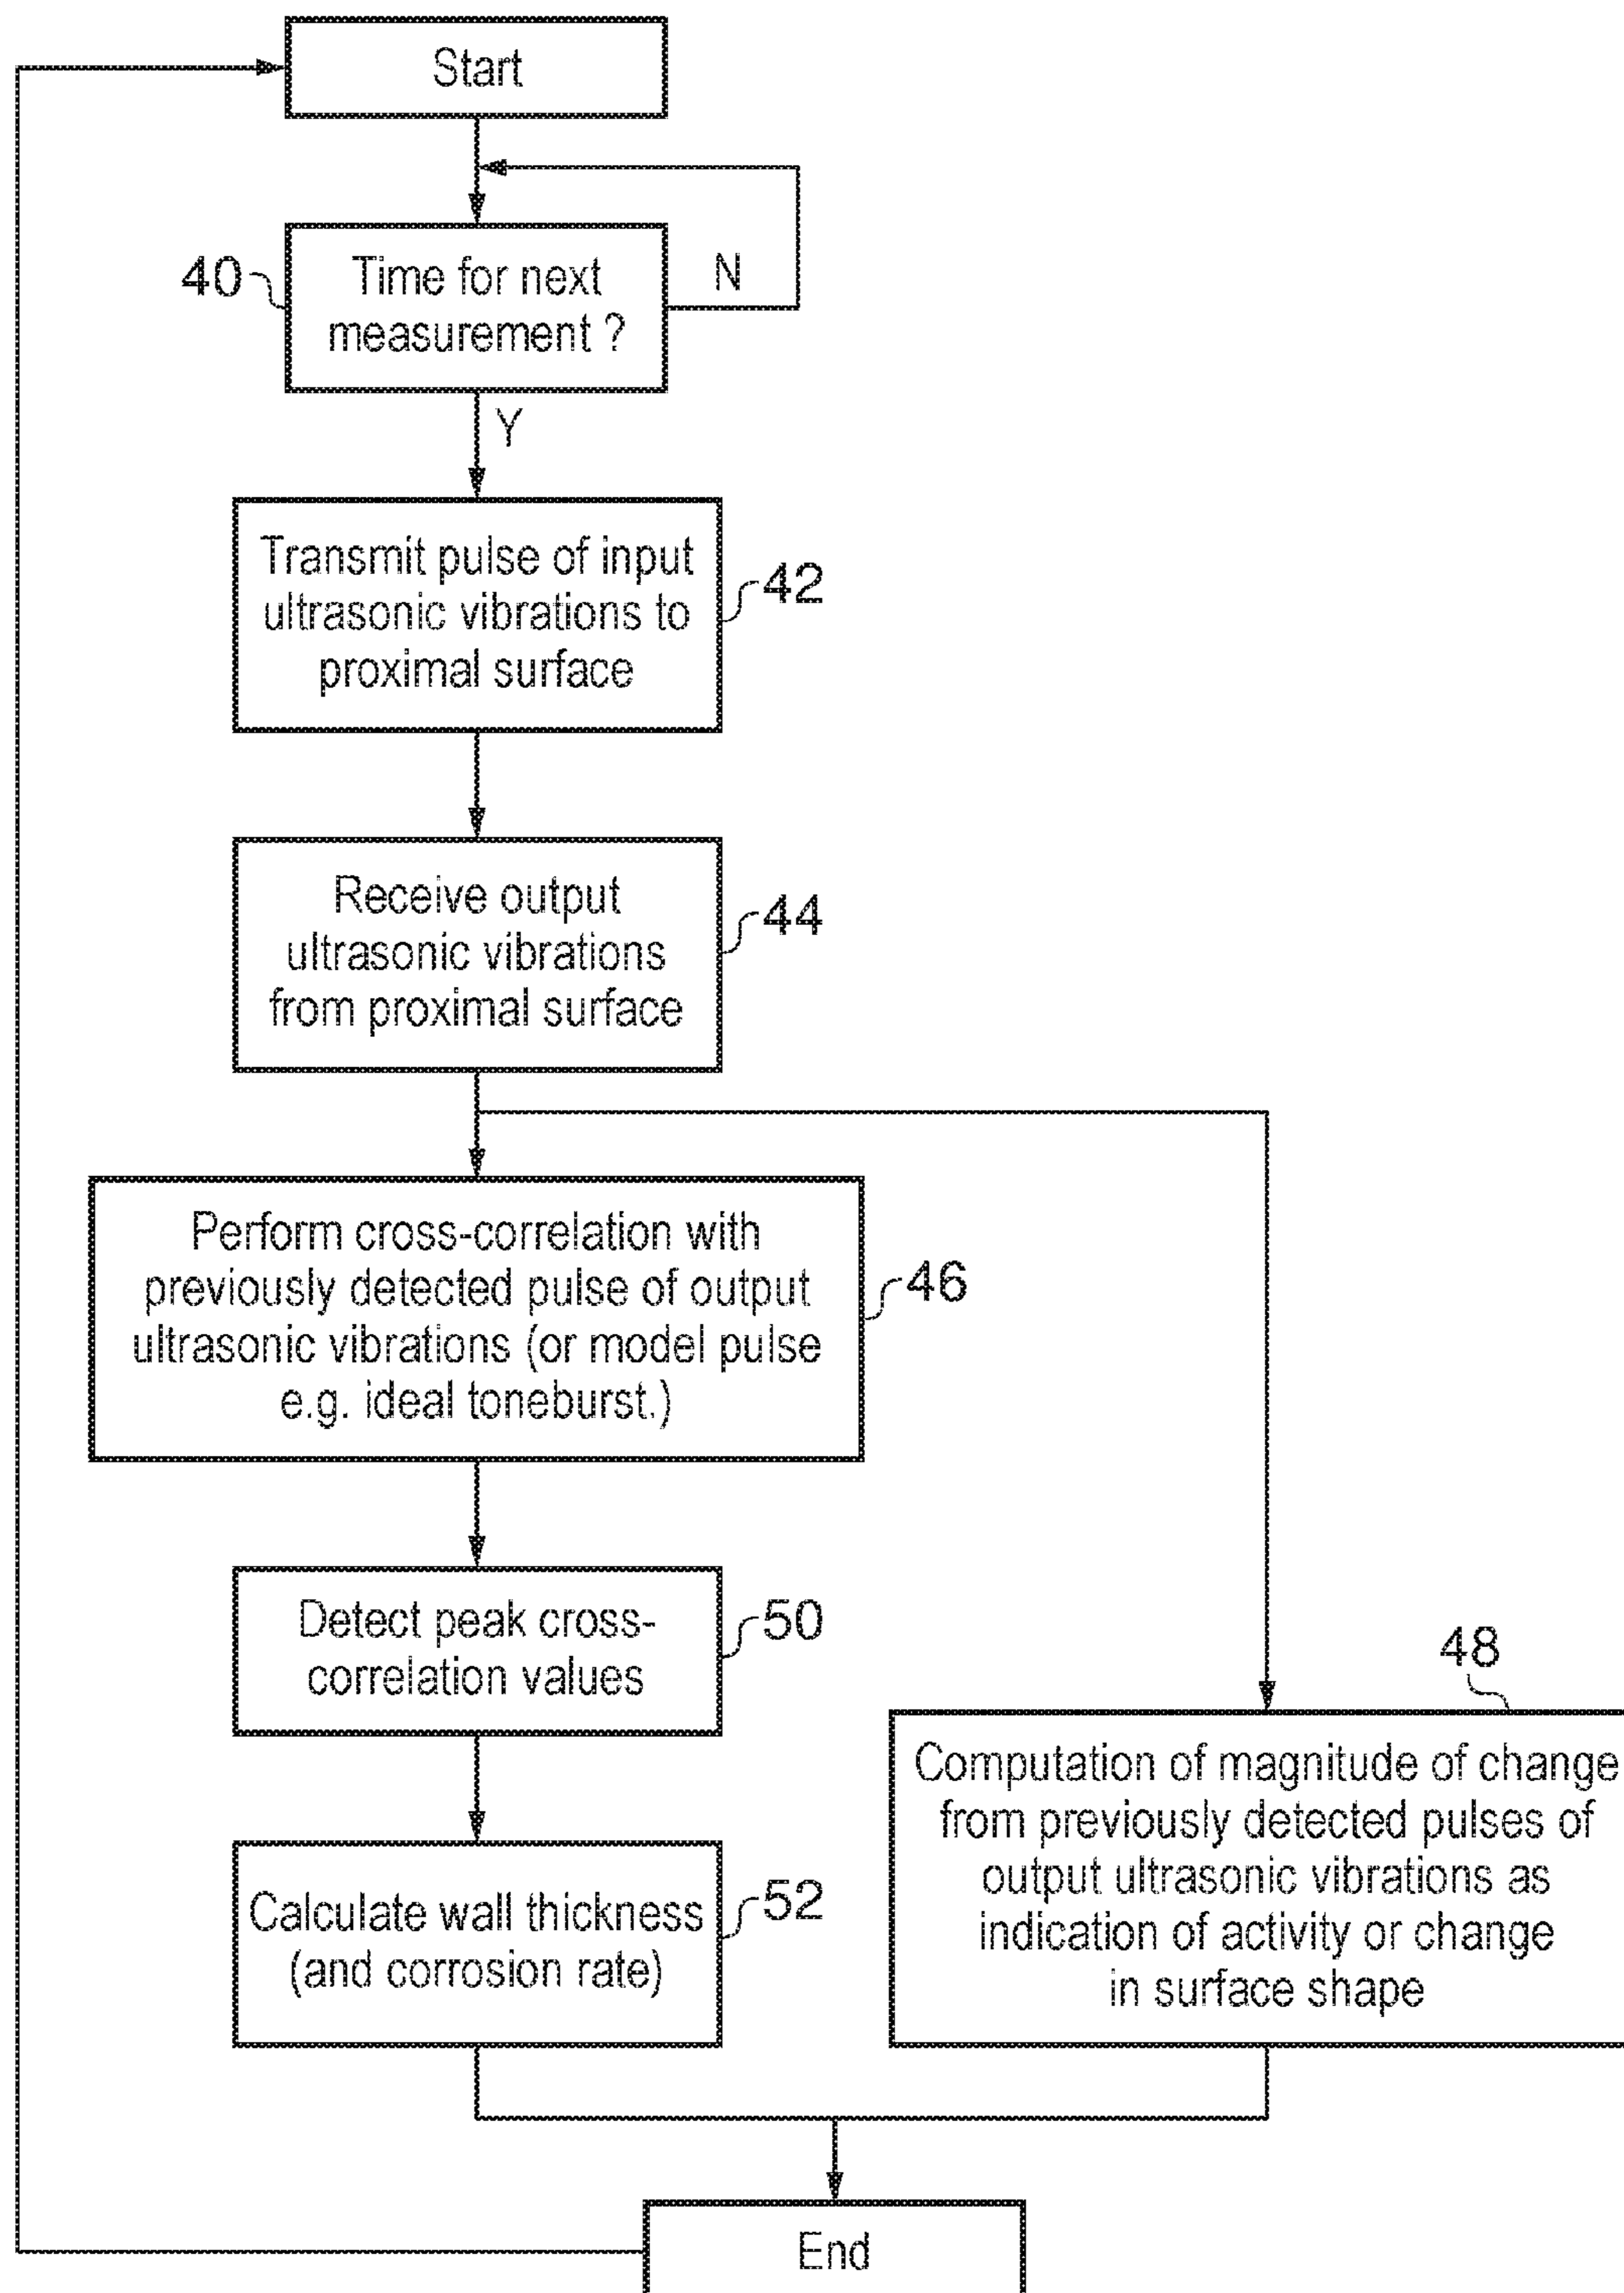 Start
40
Time for next
measurement ?
N
Y
Transmit pulse of input
ultrasonic vibrations to
proximal surface
42
Receive output
ultrasonic vibrations
from proximal surface
44
Perform cross-correlation with
previously detected pulse of output
ultrasonic vibrations (or model pulse
e.g. ideal toneburst.)
46
Detect peak cross-
correlation values
50
Calculate wall thickness
(and corrosion rate)
52
48
Computation of magnitude of change
from previously detected pulses of
output ultrasonic vibrations as
indication of activity or change
in surface shape
End